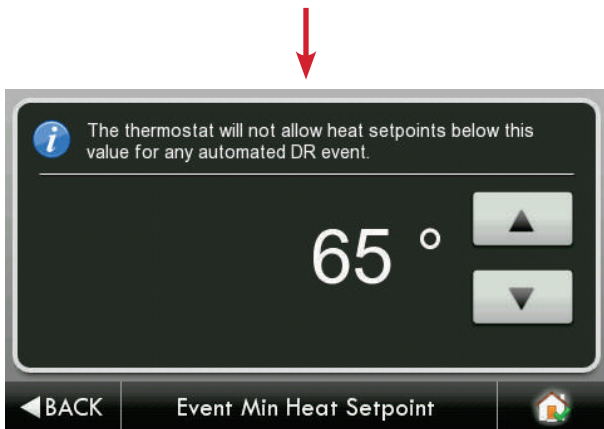 The thermostat will not allow heat setpoints below this
value for any automated DR event.
65 °
BACK
Event Min Heat Setpoint